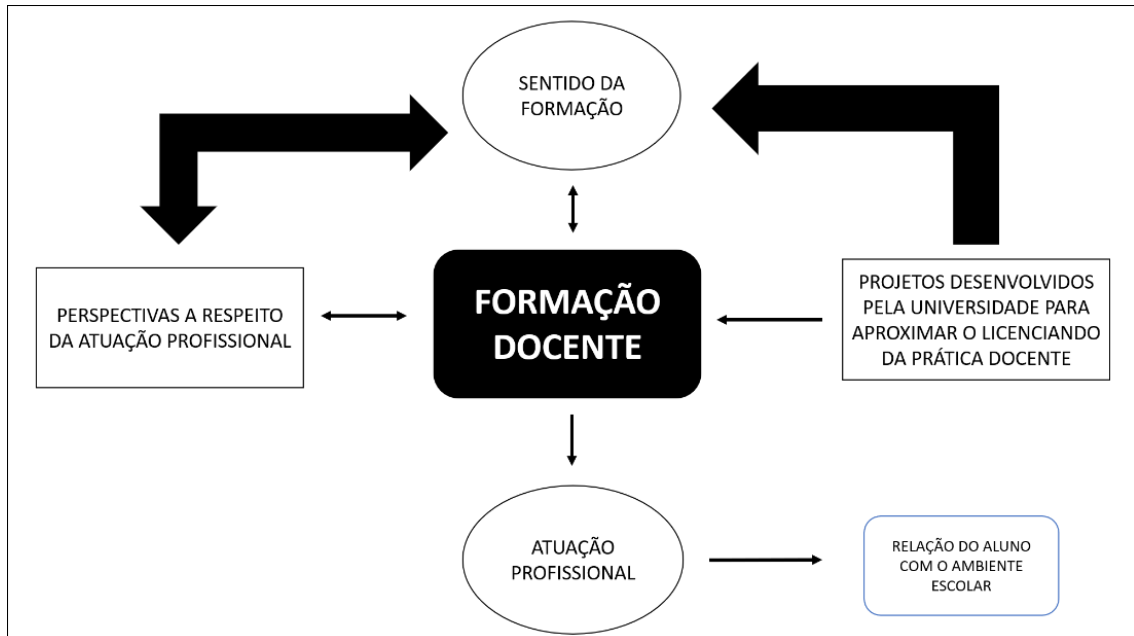 SENTIDO DA
FORMAÇÃO
PERSPECTIVAS A RESPEITO
DA ATUAÇÃO PROFISSIONAL
FORMAÇÃO
DOCENTE
PROJETOS DESENVOLVIDOS
PELA UNIVERSIDADE PARA
APROXIMAR O LICENCIANDO
DA PRÁTICA DOCENTE
ATUAÇÃO
PROFISSIONAL
RELAÇÃO DO ALUNO
COM O AMBIENTE
ESCOLAR